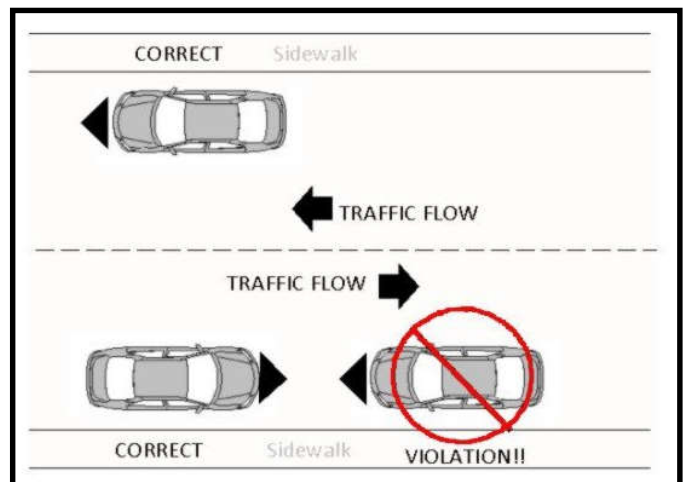 CORRECT Sidewalk
TRAFFIC FLOW
TRAFFIC FLOW
CORRECT Sidewalk VIOLATION!!